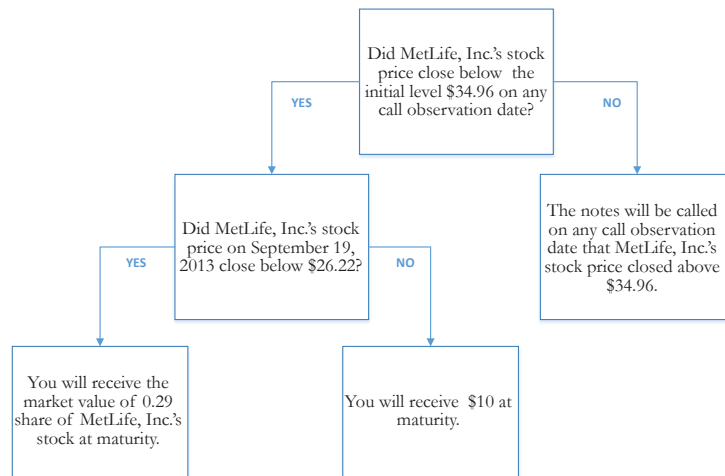 Did MetLife, Inc.'s stock
price close below the
initial level $34.96 on any
call observation date?
YES
NO
Did MetLife, Inc.'s stock
price on September 19,
2013 close below $26.22?
The notes will be called
on any call observation
date that MetLife, Inc.'s
stock price closed above
$34.96.
YES
NO
You will receive the
market value of 0.29
share of MetLife, Inc.'s
stock at maturity.
You will receive $10 at
maturity.